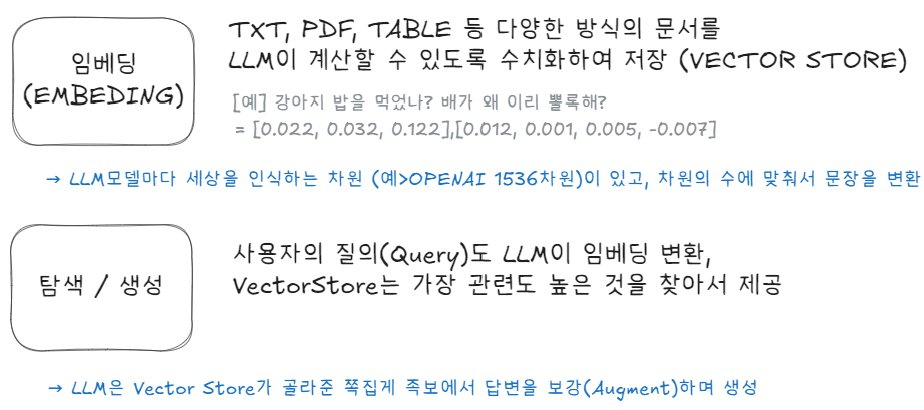 임베딩
(EMBEDING)
TXT, PDF, TABLE 등 다양한 방식의 문서를
LLM이 계산할 수 있도록 수치화하여 저장 (VECTOR STORE)
[예] 강아지 밥을 먹었나? 배가 왜 이리 뽈록해?
= [0.022, 0.032, 0.122],[0.012, 0.001, 0.005, -0.007]
→ LLM모델마다 세상을 인식하는 차원 (예>OPENAI 1536차원)이 있고, 차원의 수에 맞춰서 문장을 변환
탐색 / 생성
사용자의 질의(Query)도 LLM이 임베딩 변환,
VectorStore는 가장 관련도 높은 것을 찾아서 제공
→ LLM은 Vector Store가 골라준 쪽집게 족보에서 답변을 보강(Augment)하며 생성